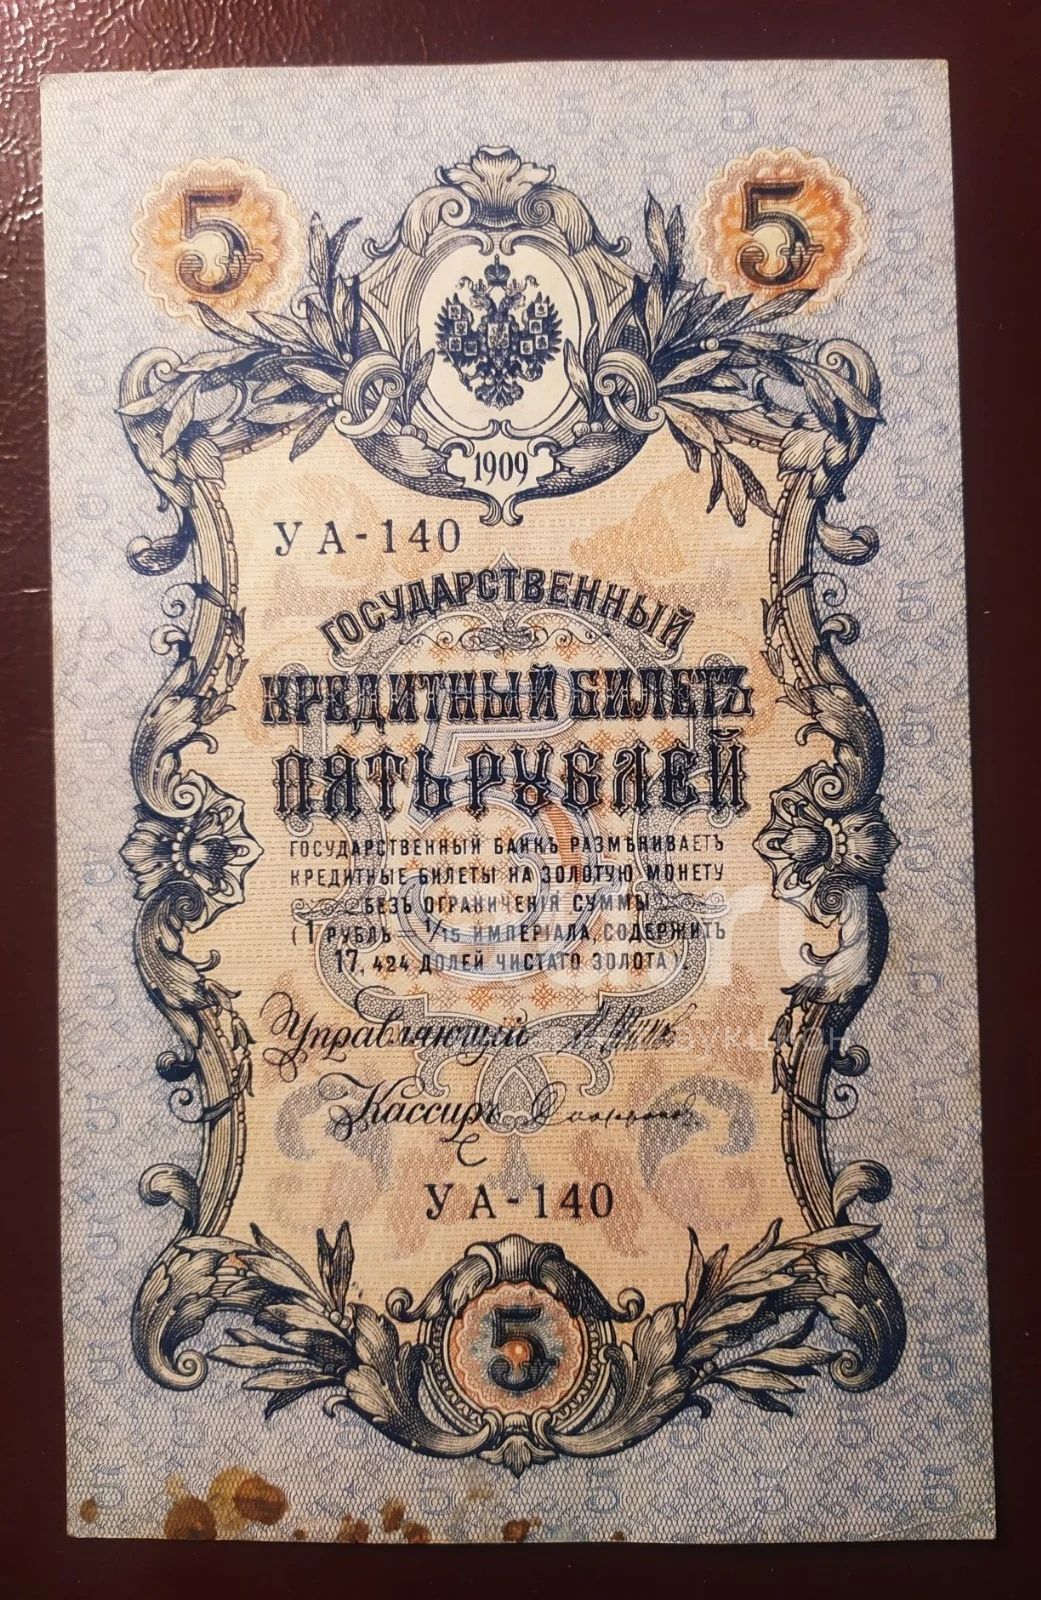 5 5
1909
УА-140
ГОСУДАРСТВЕННЫЙ
КРЕДИТНЫЙ БИЛЕТЪ
ПЯТЬ РУБЛЕЙ
ГОСУДАРСТВЕННЫЙ БАНКЪ РАЗМѢНИВАЕТЪ
КРЕДИТНЫЕ БИЛЕТЫ НА ЗОЛОТУЮ МОНЕТУ
БЕЗЪ ОГРАНИЧЕНІЯ СУММЫ
(1 РУБЛЬ = 1/15 ИМПЕРІАЛА, СОДЕРЖИТЪ
17,424 ДОЛЕЙ ЧИСТАГО ЗОЛОТА).
Управляющій
Кассиръ
УА-140
5